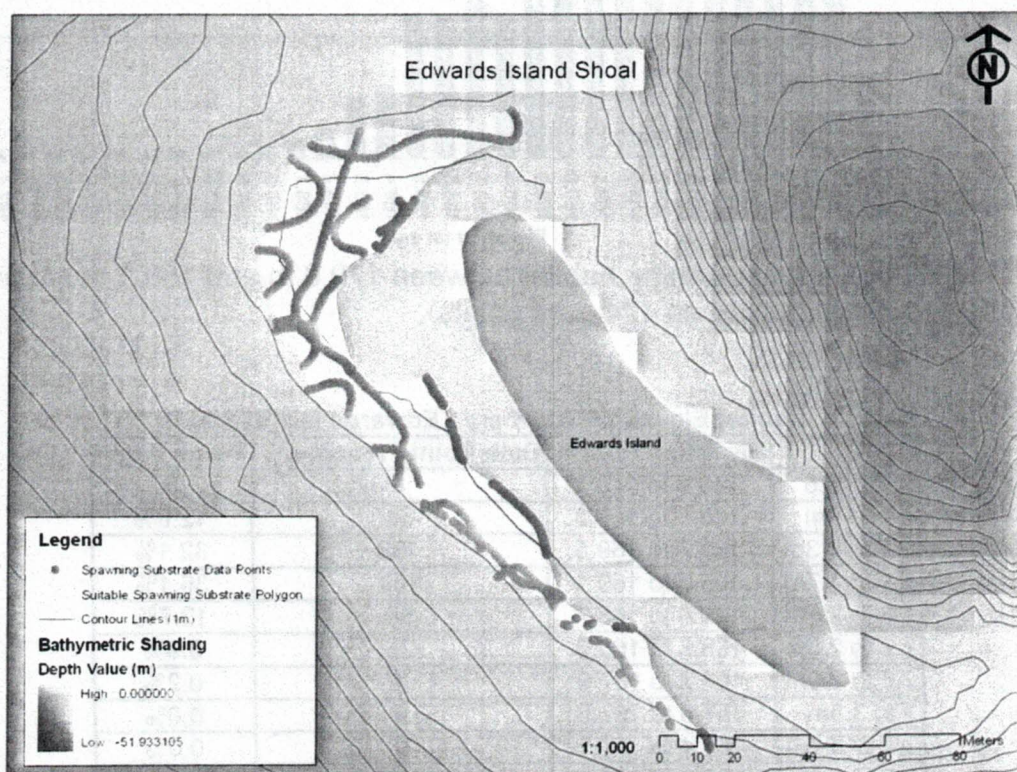 N
Edwards Island Shoal
Edwards Island
Legend
Spawning Substrate Data Points
Suitable Spawning Substrate Polygon
Contour Lines (1m)
Bathymetric Shading
Depth Value (m)
High 0.000000
Low -51.933105
1:1,000
Meters
0 10 20 40 60 80